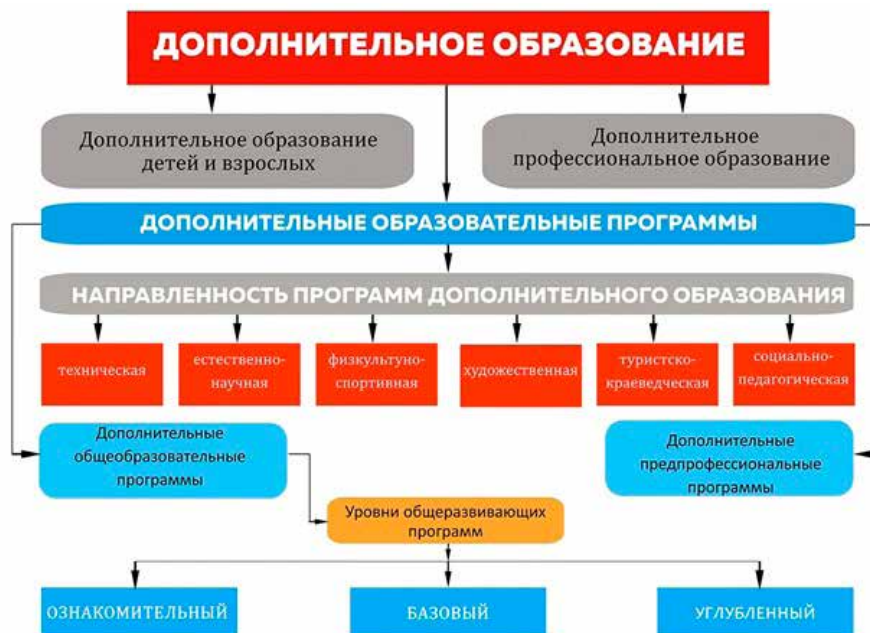 ДОПОЛНИТЕЛЬНОЕ ОБРАЗОВАНИЕ
Дополнительное образование
детей и взрослых
Дополнительное
профессиональное образование
ДОПОЛНИТЕЛЬНЫЕ ОБРАЗОВАТЕЛЬНЫЕ ПРОГРАММЫ
НАПРАВЛЕННОСТЬ ПРОГРАММ ДОПОЛНИТЕЛЬНОГО ОБРАЗОВАНИЯ
техническая
естественно-
научная
физкультуно-
спортивная
художественная
туристско-
краеведческая
социально-
педагогическая
Дополнительные
общеобразовательные
программы
Дополнительные
предпрофессиональные
программы
Уровни общеразвивающих
программ
ОЗНАКОМИТЕЛЬНЫЙ
БАЗОВЫЙ
УГЛУБЛЕННЫЙ